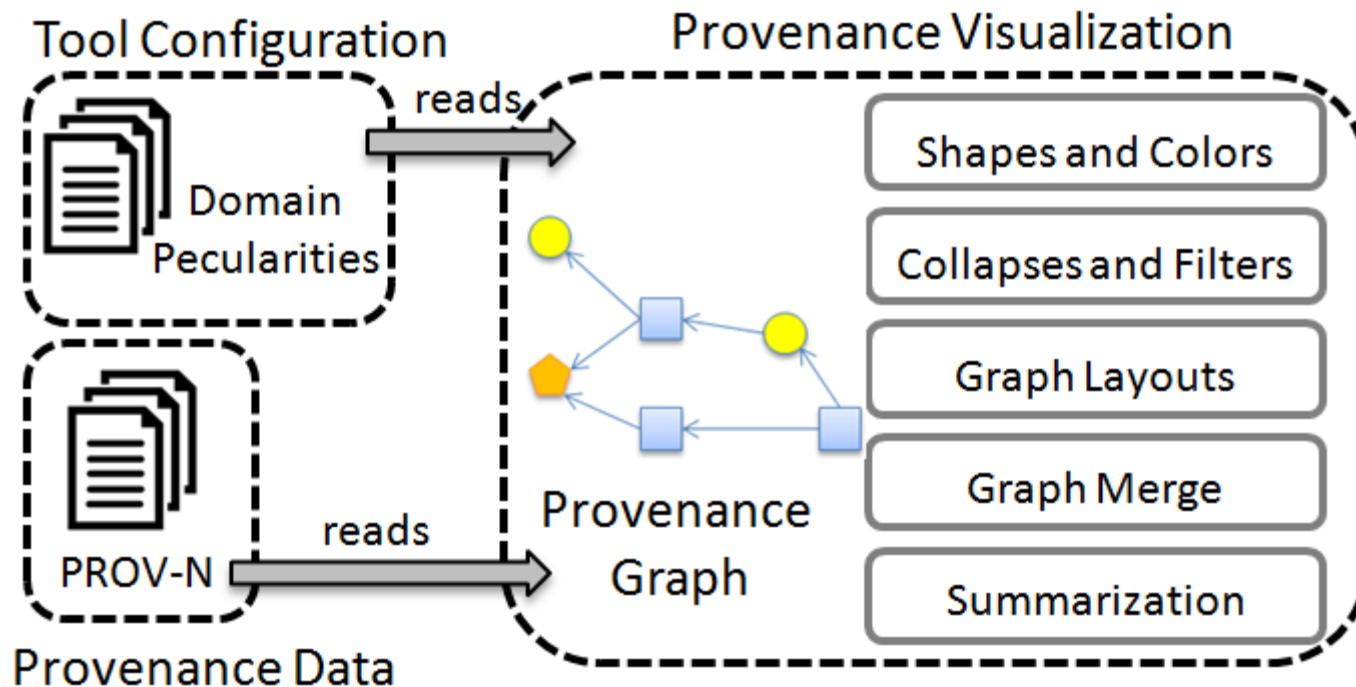 Tool Configuration
Domain
Pecularities
reads
PROV-N
reads
Provenance Data
Provenance Visualization
Provenance
Graph
Shapes and Colors
Collapses and Filters
Graph Layouts
Graph Merge
Summarization